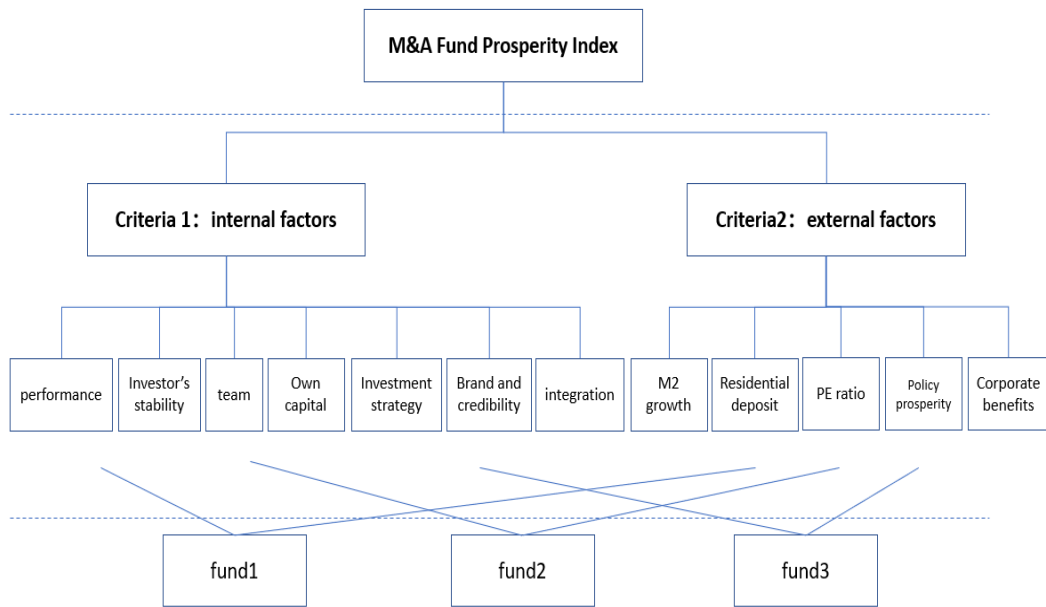 M&A Fund Prosperity Index
Criteria 1：internal factors
Criteria2：external factors
performance
Investor's
stability
team
Own
capital
Investment
strategy
Brand and
credibility
integration
M2
growth
Residential
deposit
PE ratio
Policy
prosperity
Corporate
benefits
fund1
fund2
fund3